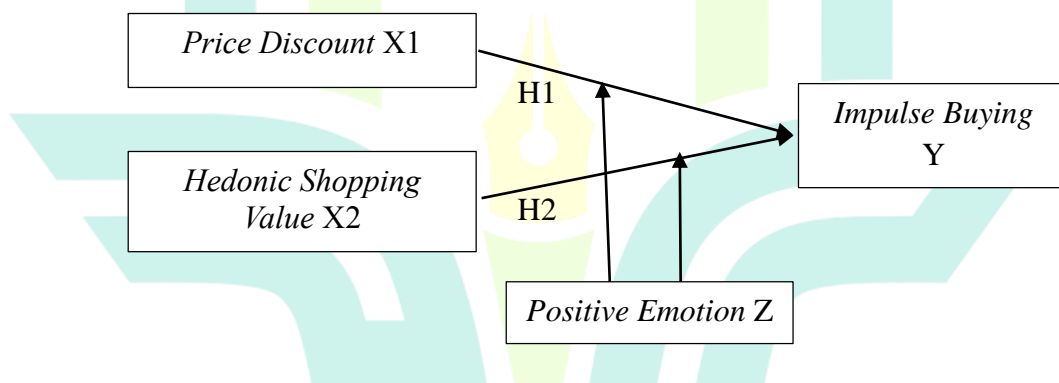 Price Discount X1
H1
Impulse Buying
Y
Hedonic Shopping
Value X2
H2
Positive Emotion Z